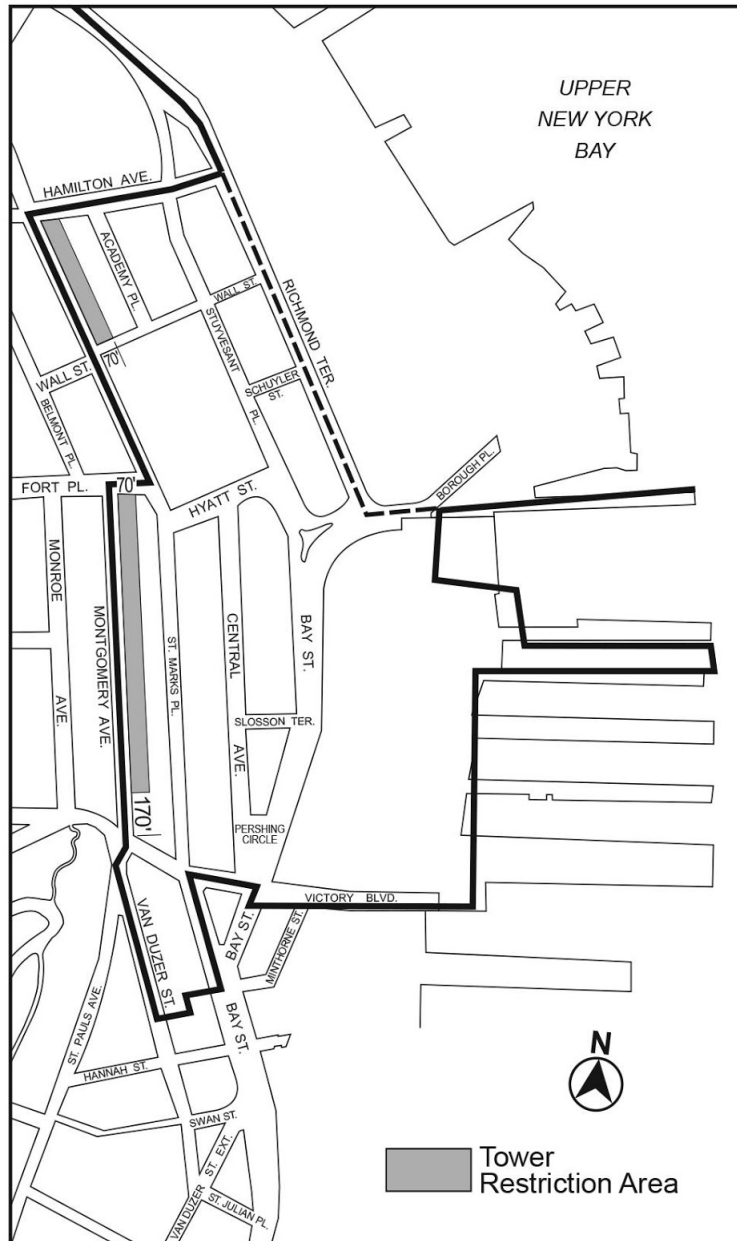 UPPER
NEW YORK
BAY
HAMILTON AVE.
ACADEMY PL.
RICHMOND TER.
WALL ST.
STUYVESANT
PL.
SCHUYLER
ST.
70'
WALL ST.
BELMONT PL.
BOROUGH PL.
FORT PL.
70'
HYATT ST.
MONROE
AVE.
MONTGOMERY AVE.
ST. MARKS PL.
CENTRAL
AVE.
BAY ST.
SLOSSON TER.
170'
PERSHING
CIRCLE
VICTORY BLVD.
VAN DUZER ST.
BAY ST.
MINTHORNE ST.
ST. PAULS AVE.
BAY ST.
HANNAH ST.
SWAN ST.
VAN DUZER
ST. EXT.
ST. JULIAN PL.
N
Tower
Restriction Area